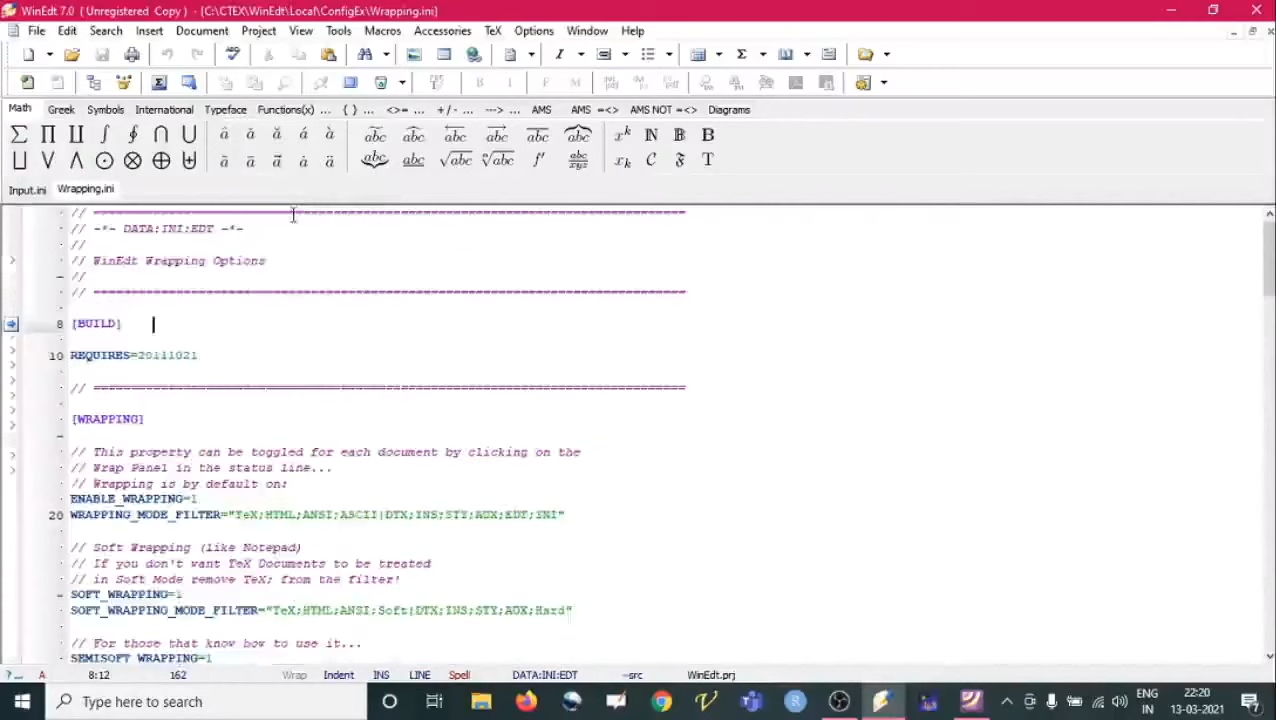 WinEdt 7.0 ( Unregistered Copy ) - [C:\CTEX\WinEdt\Local\ConfigEx\Wrapping.ini]
File Edit Search Insert Document Project View Tools Macros Accessories TeX Options Window Help
Math Greek Symbols International Typeface Functions(x) ... { } ... <>= ... +/- ... ---> ... AMS AMS =<> AMS NOT =<> Diagrams
Input.ini Wrapping.ini
// ===============================================================================
// -*- DATA:INI:EDT -*-
//
// WinEdt Wrapping Options
//
// ===============================================================================
8 [BUILD]
10 REQUIRES=20111021
// ===============================================================================
[WRAPPING]
// This property can be toggled for each document by clicking on the
// Wrap Panel in the status line...
// Wrapping is by default on:
ENABLE_WRAPPING=1
20 WRAPPING_MODE_FILTER="TeX;HTML;ANSI;ASCII|DTX;INS;STY;AUX;EDT;INI"
// Soft Wrapping (like Notepad)
// If you don't want TeX Documents to be treated
// in Soft Mode remove TeX; from the filter!
SOFT_WRAPPING=1
SOFT_WRAPPING_MODE_FILTER="TeX;HTML;ANSI;Soft|DTX;INS;STY;AUX;Hard"
// For those that know how to use it...
SEMISOFT_WRAPPING=1
?... A 8:12 162 Wrap Indent INS LINE Spell DATA:INI:EDT --src WinEdt.prj
Type here to search
ENG 22:20
IN 13-03-2021